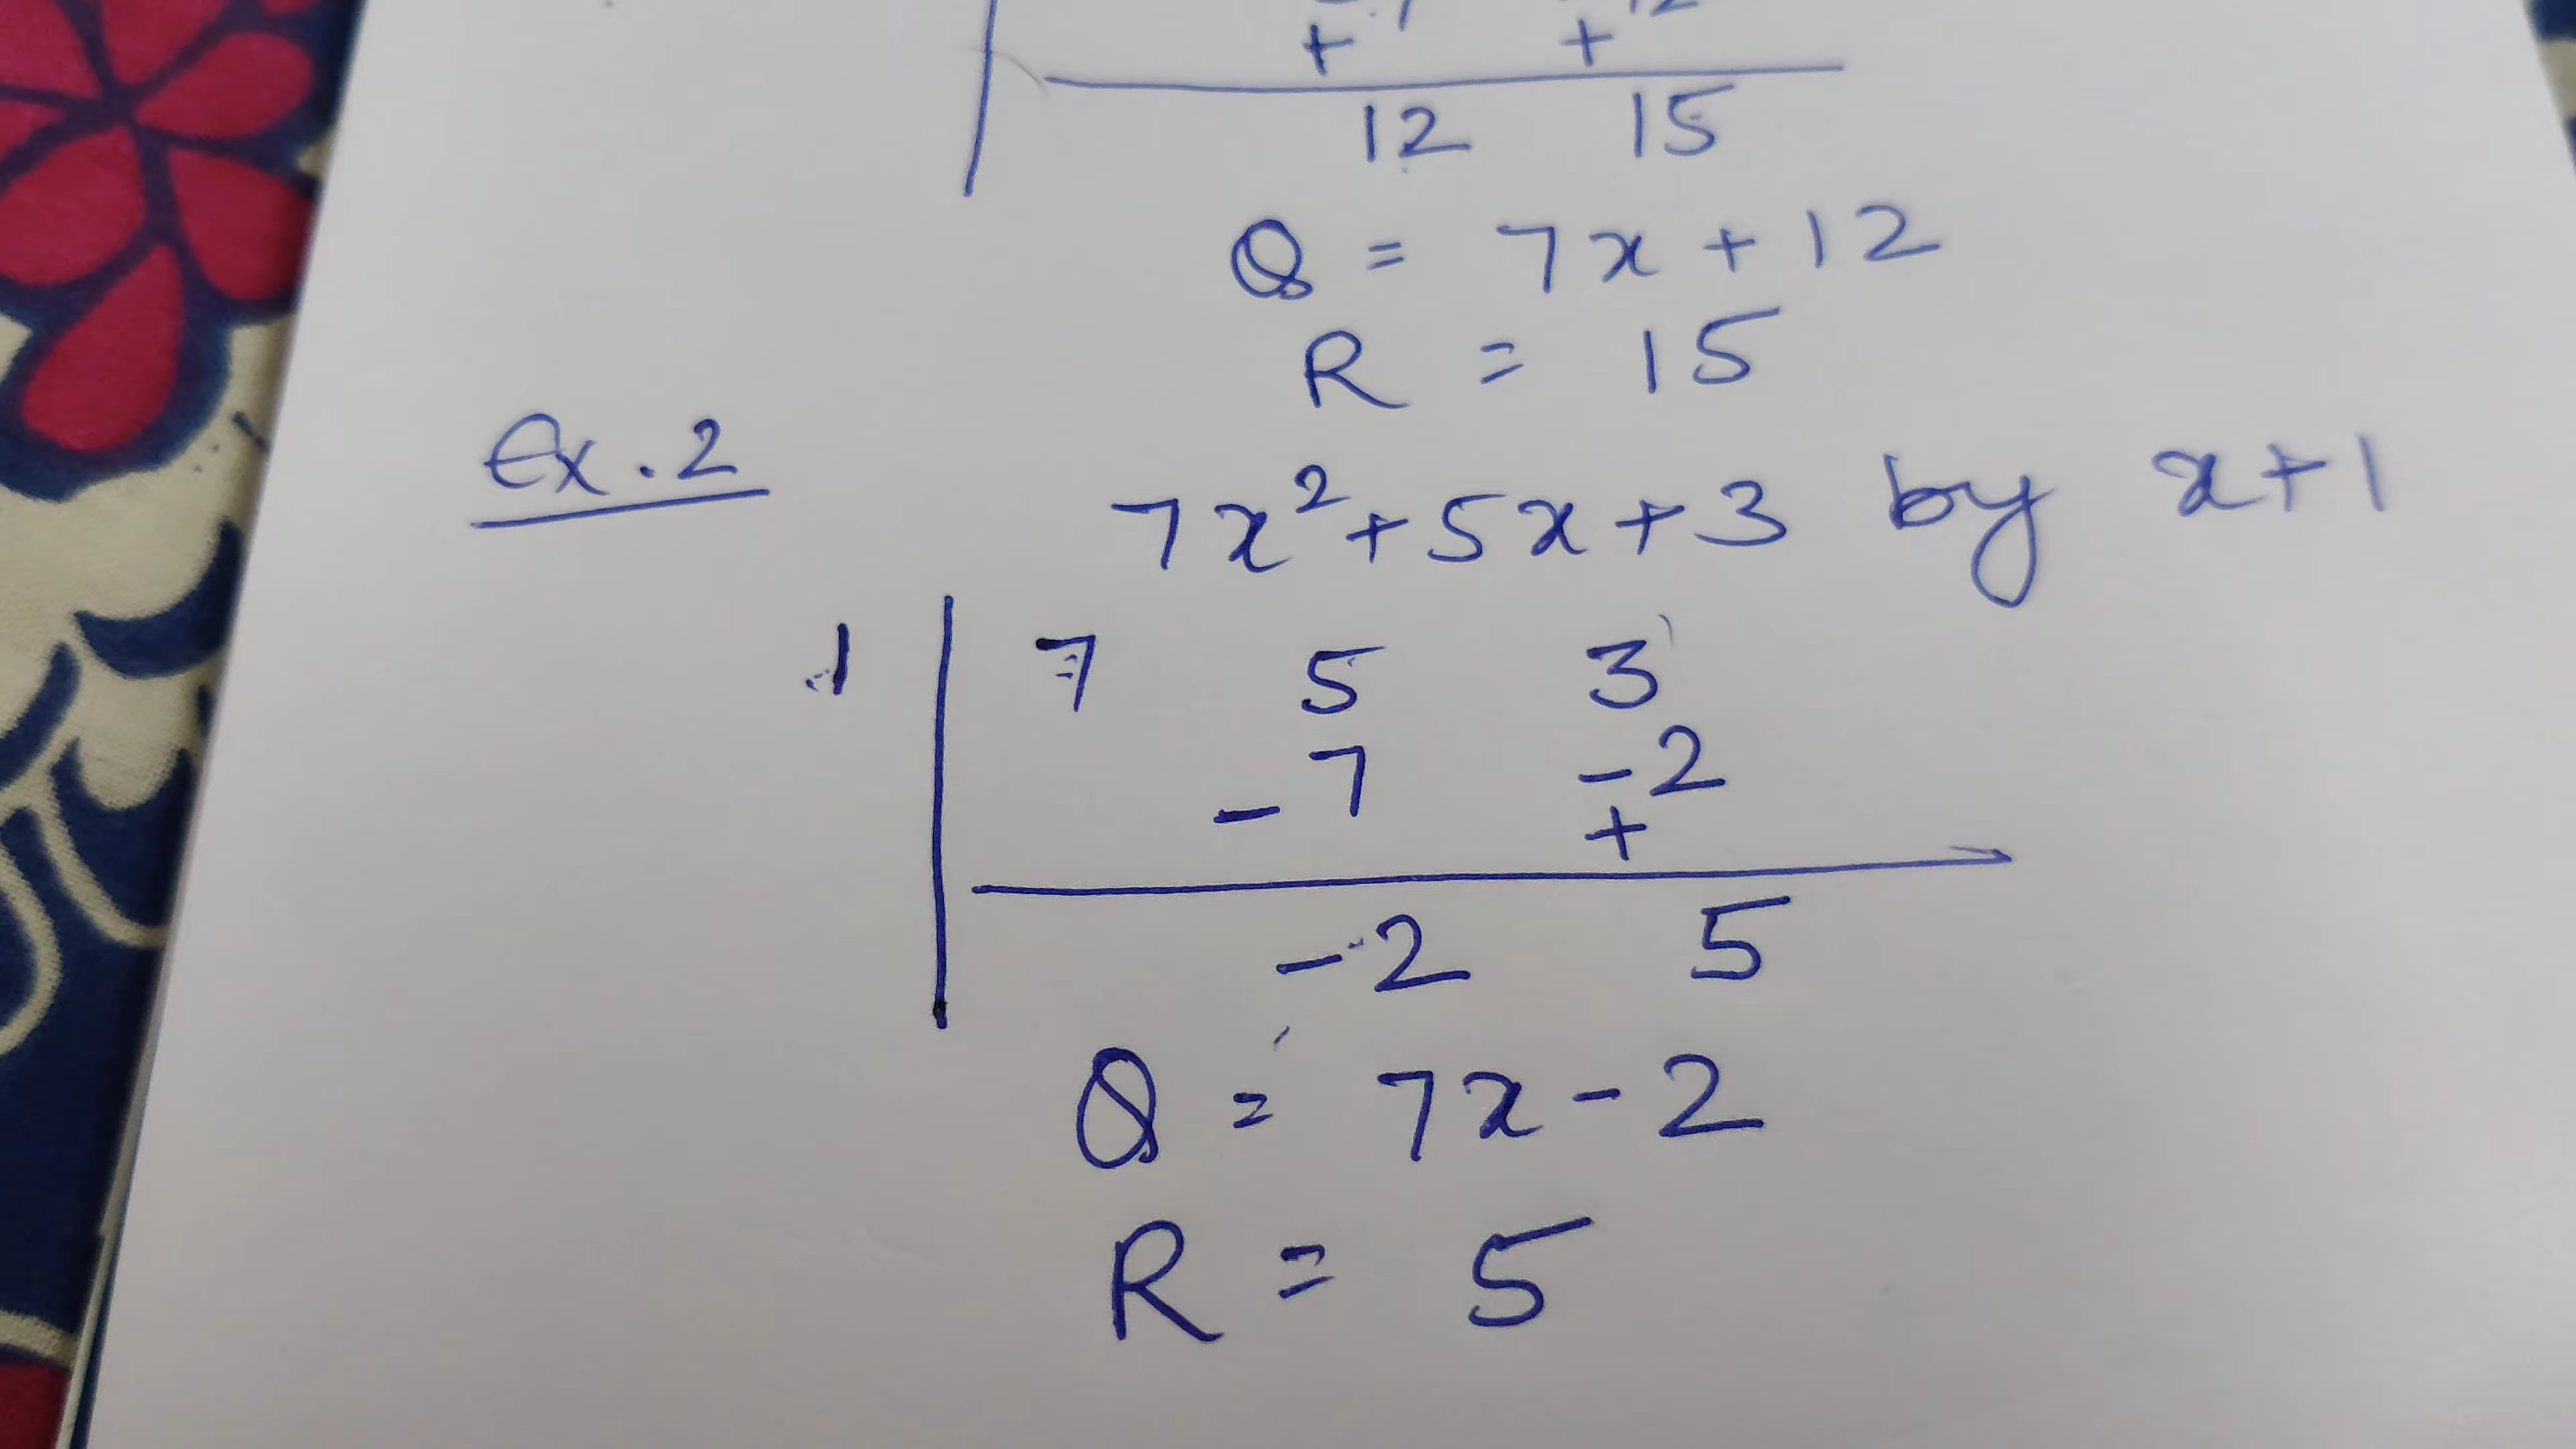 + +
12 15
Q = 7x + 12
R = 15
Ex. 2
7x² + 5x + 3 by x+1
1 7 5 3
7 -2
- +
-2 5
Q = 7x - 2
R = 5